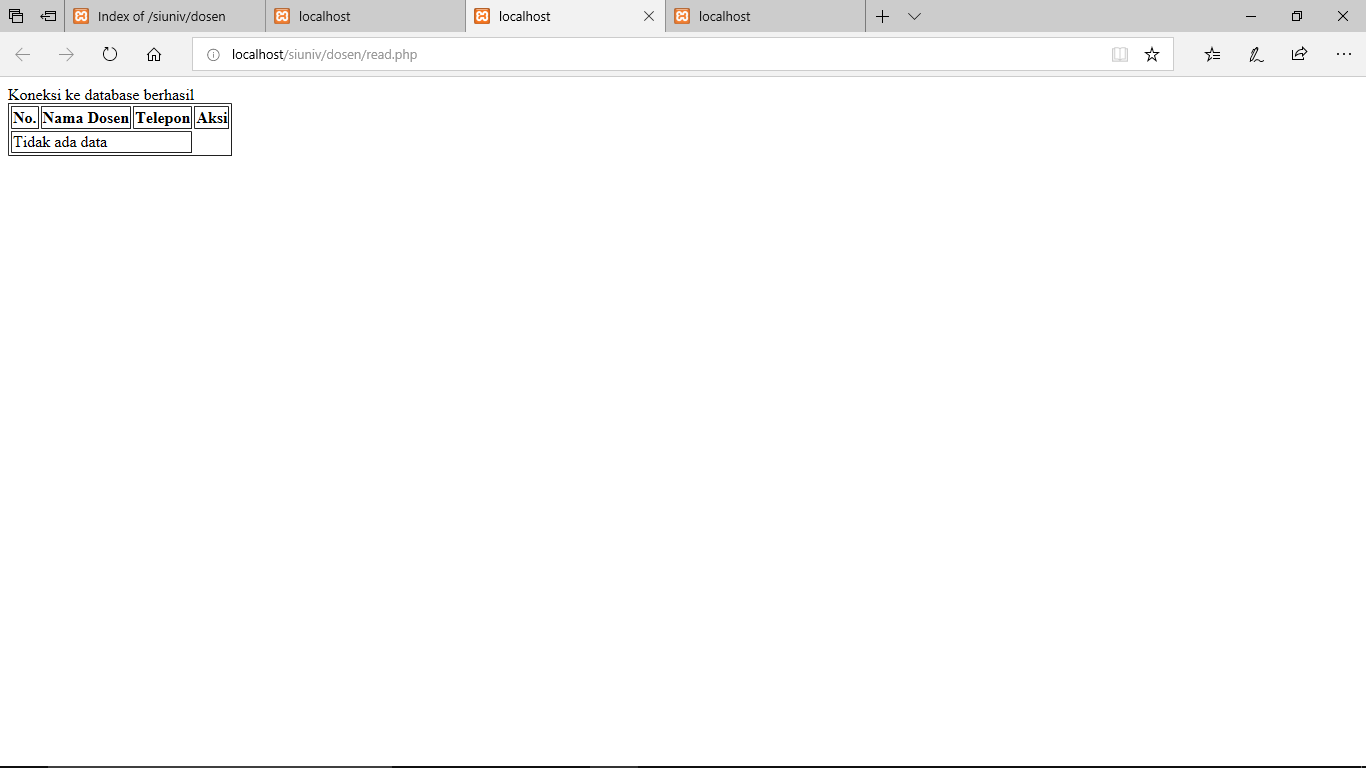 Index of /siuniv/dosen
localhost
localhost
localhost
localhost/siuniv/dosen/read.php
Koneksi ke database berhasil
No. Nama Dosen Telepon Aksi
Tidak ada data